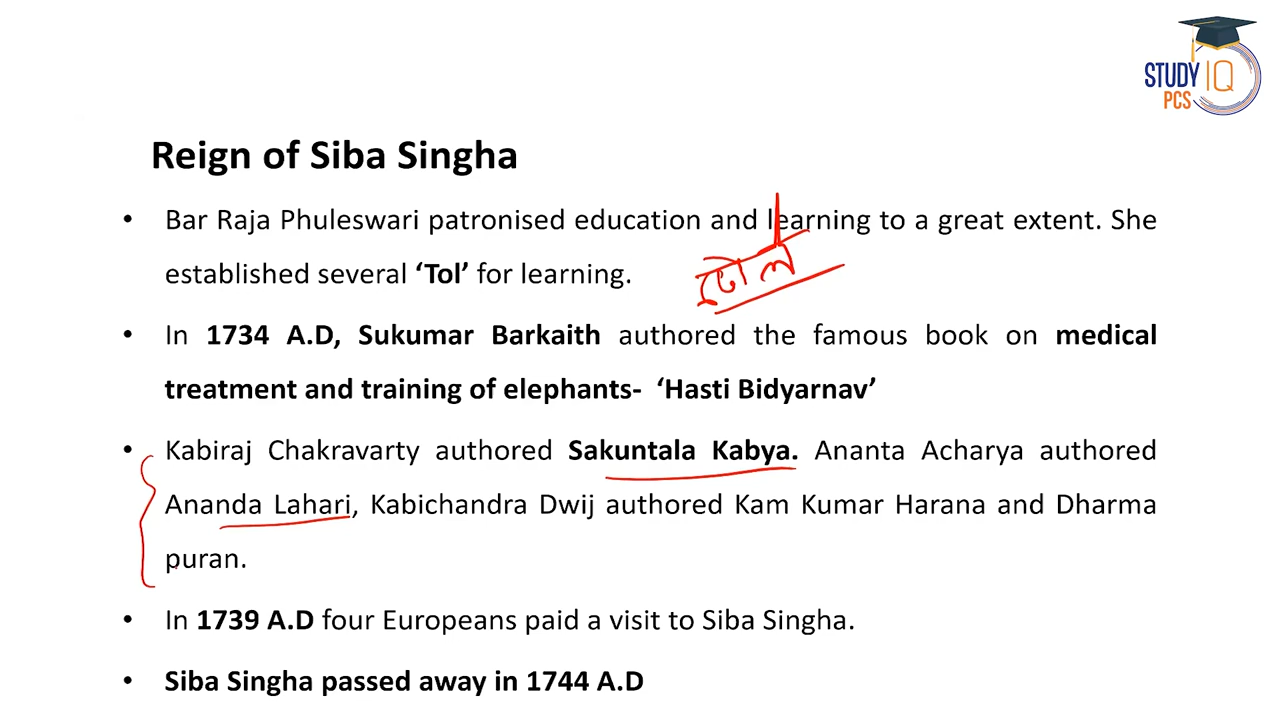 STUDY IQ
PCS
Reign of Siba Singha
• Bar Raja Phuleswari patronised education and learning to a great extent. She
established several ‘Tol’ for learning.
টোল
• In 1734 A.D, Sukumar Barkaith authored the famous book on medical
treatment and training of elephants- ‘Hasti Bidyarnav’
• Kabiraj Chakravarty authored Sakuntala Kabya. Ananta Acharya authored
Ananda Lahari, Kabichandra Dwij authored Kam Kumar Harana and Dharma
puran.
• In 1739 A.D four Europeans paid a visit to Siba Singha.
• Siba Singha passed away in 1744 A.D